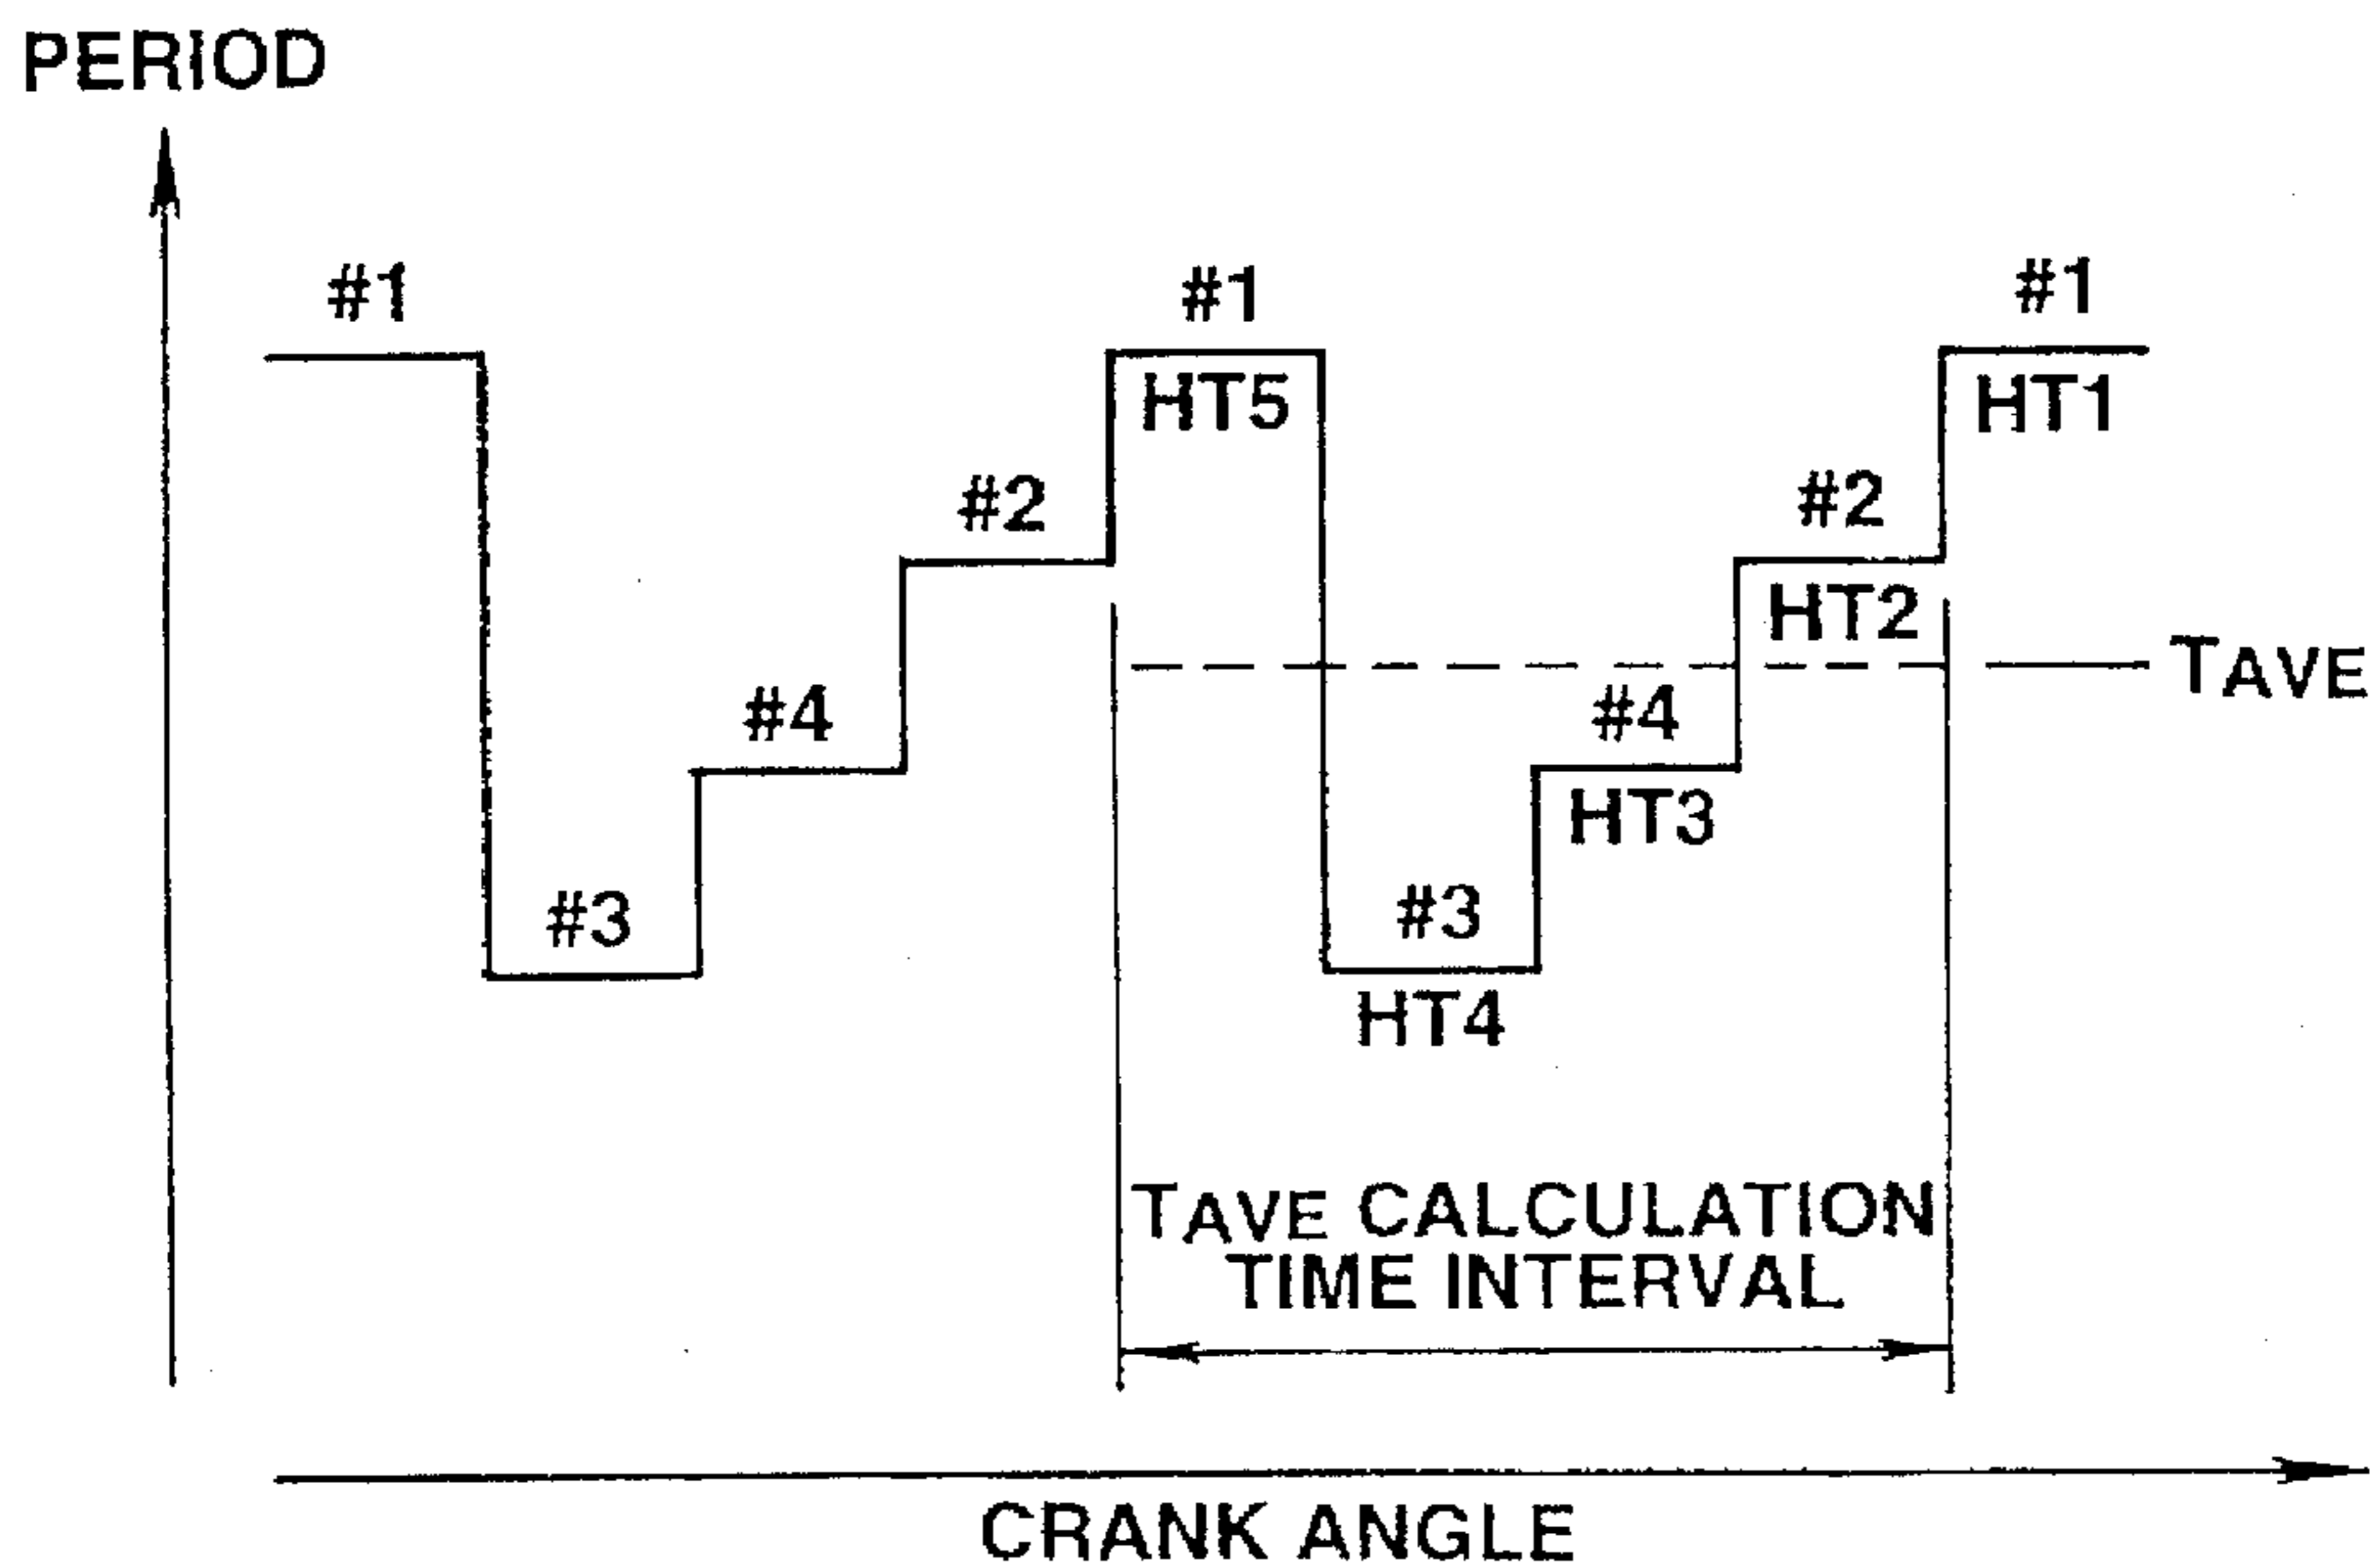 PERIOD
#1
#1
#1
HT5
HT1
#2
#2
HT2
TAVE
#4
#4
HT3
#3
#3
HT4
TAVE CALCULATION
TIME INTERVAL
CRANK ANGLE